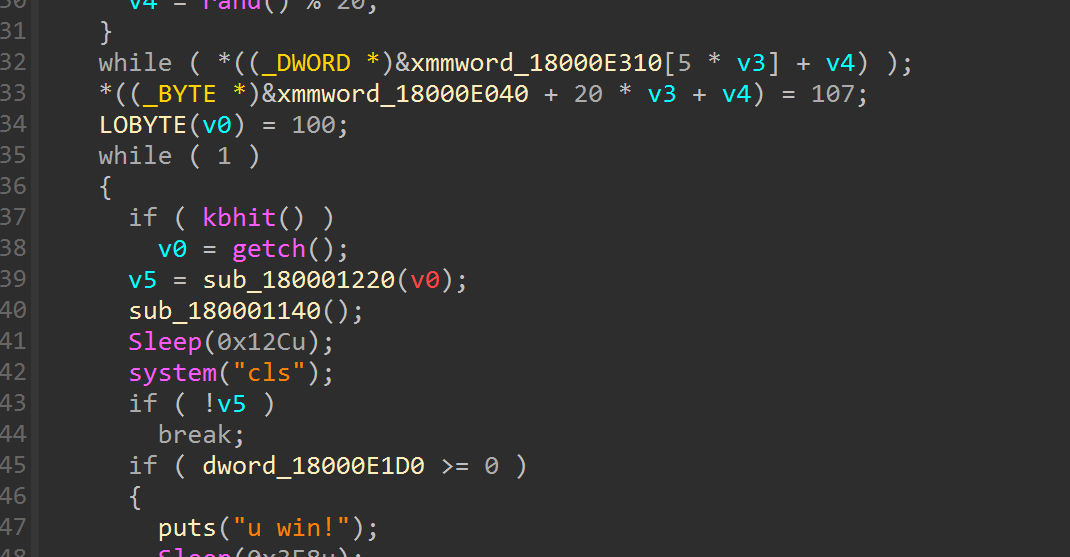 30 v4 = rand() % 20;
31 }
32 while ( *((_DWORD *)&xmmword_18000E310[5 * v3] + v4) );
33 *((_BYTE *)&xmmword_18000E040 + 20 * v3 + v4) = 107;
34 LOBYTE(v0) = 100;
35 while ( 1 )
36 {
37 if ( kbhit() )
38 v0 = getch();
39 v5 = sub_180001220(v0);
40 sub_180001140();
41 Sleep(0x12Cu);
42 system("cls");
43 if ( !v5 )
44 break;
45 if ( dword_18000E1D0 >= 0 )
46 {
47 puts("u win!");
48 Sleep(0x3E8u);